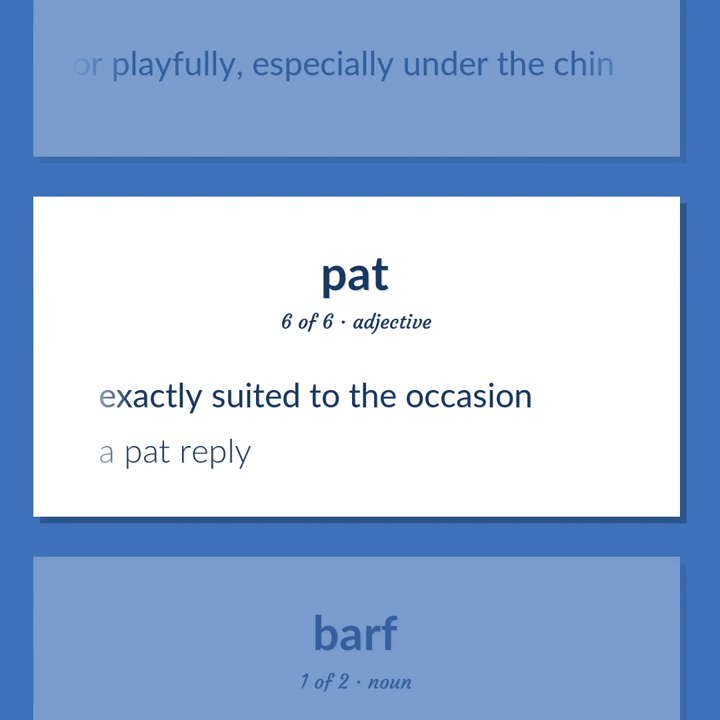 or playfully, especially under the chin
pat
6 of 6 · adjective
exactly suited to the occasion
a pat reply
barf
1 of 2 · noun